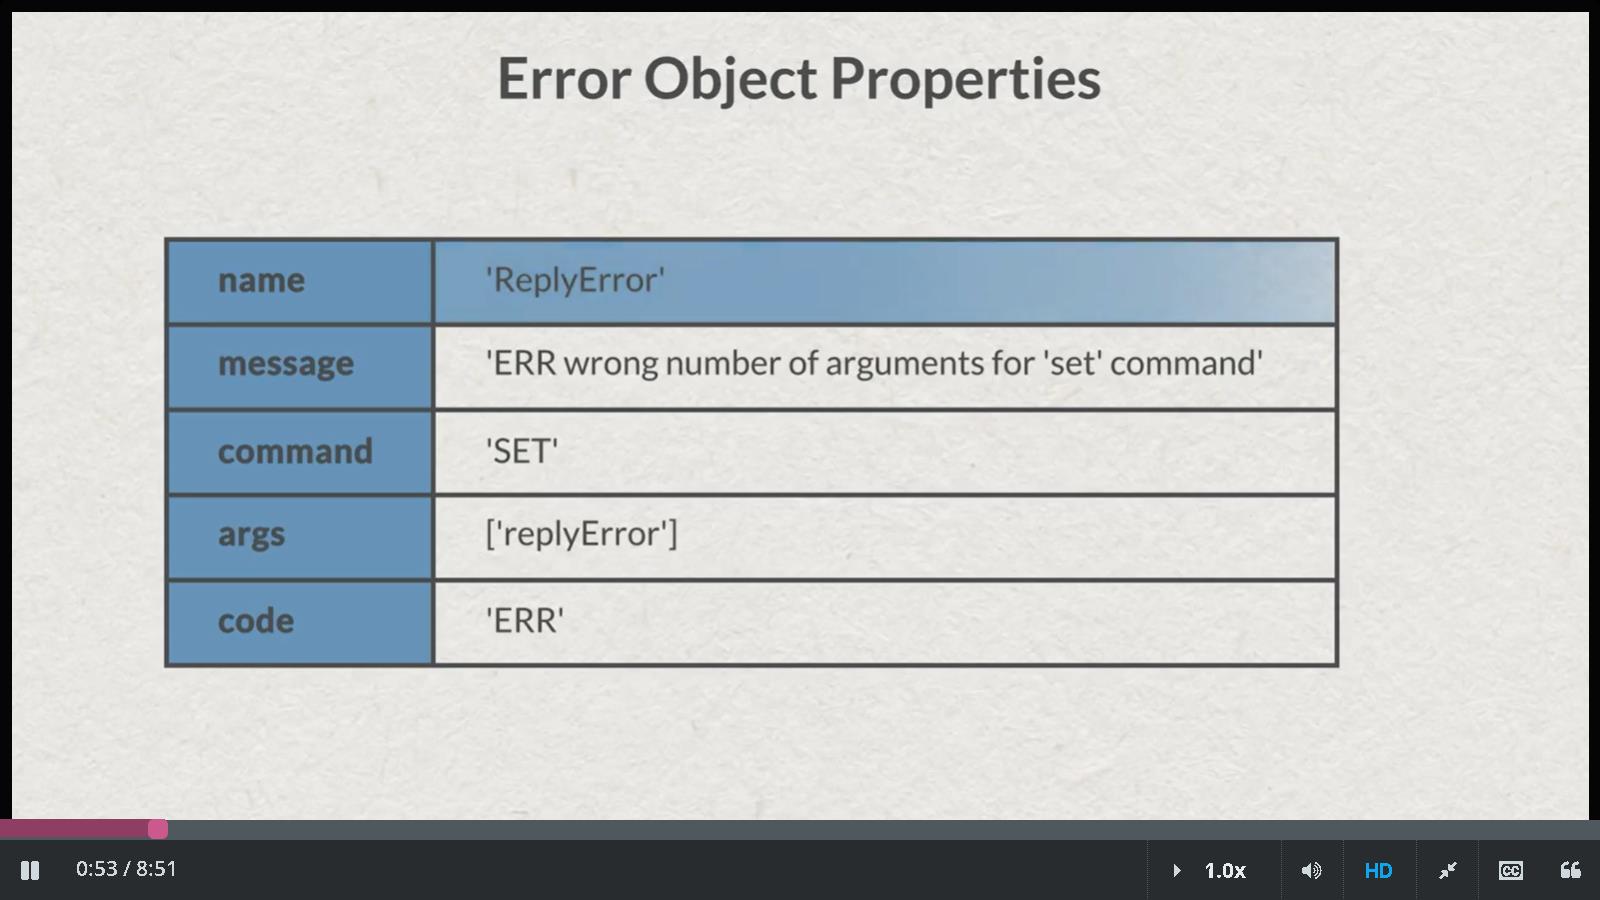 Error Object Properties
name 'ReplyError'
message 'ERR wrong number of arguments for 'set' command'
command 'SET'
args ['replyError']
code 'ERR'
0:53 / 8:51 1.0x HD CC